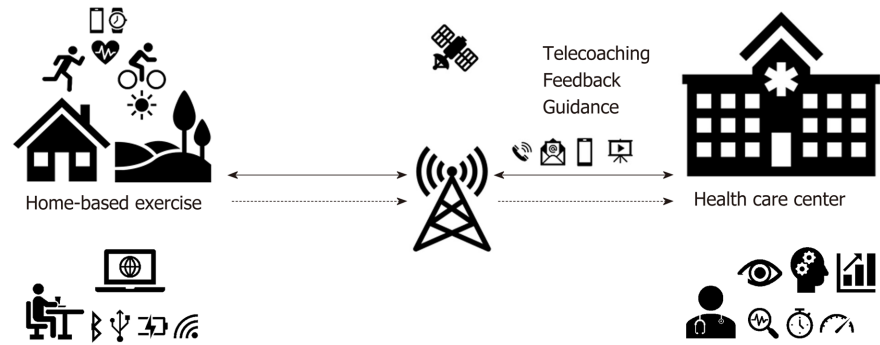 Telecoaching
Feedback
Guidance
Home-based exercise
Health care center